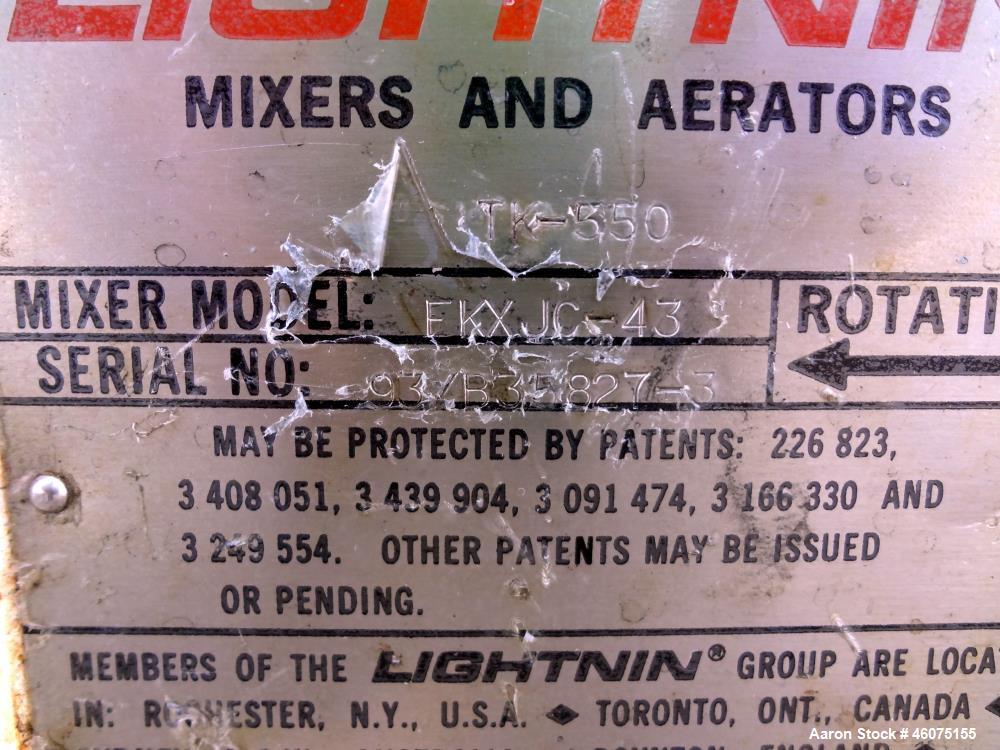 LIGHTNIN
MIXERS AND AERATORS
TK-550
MIXER MODEL: FKXJC-43
ROTATI
SERIAL NO:
MAY BE PROTECTED BY PATENTS: 226 823,
3 408 051, 3 439 904, 3 091 474, 3 166 330 AND
3 249 554. OTHER PATENTS MAY BE ISSUED
OR PENDING.
MEMBERS OF THE LIGHTNIN® GROUP ARE LOCA
IN: ROCHESTER, N.Y., U.S.A. ◆ TORONTO, ONT., CANADA ◆
Aaron Stock # 46075155